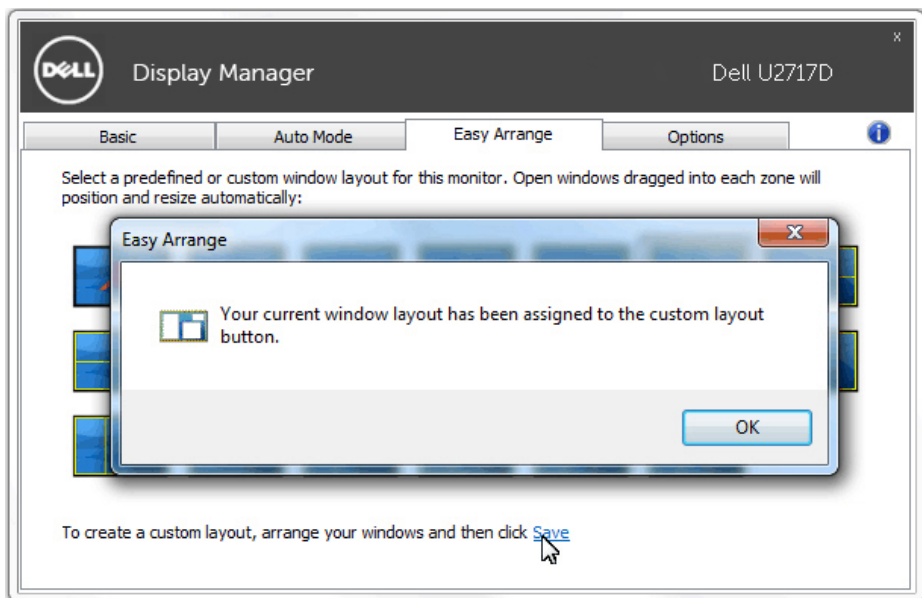 DELL
Display Manager
Dell U2717D
x
Basic
Auto Mode
Easy Arrange
Options
i
Select a predefined or custom window layout for this monitor. Open windows dragged into each zone will
position and resize automatically:
Easy Arrange
x
Your current window layout has been assigned to the custom layout
button.
OK
To create a custom layout, arrange your windows and then click Save